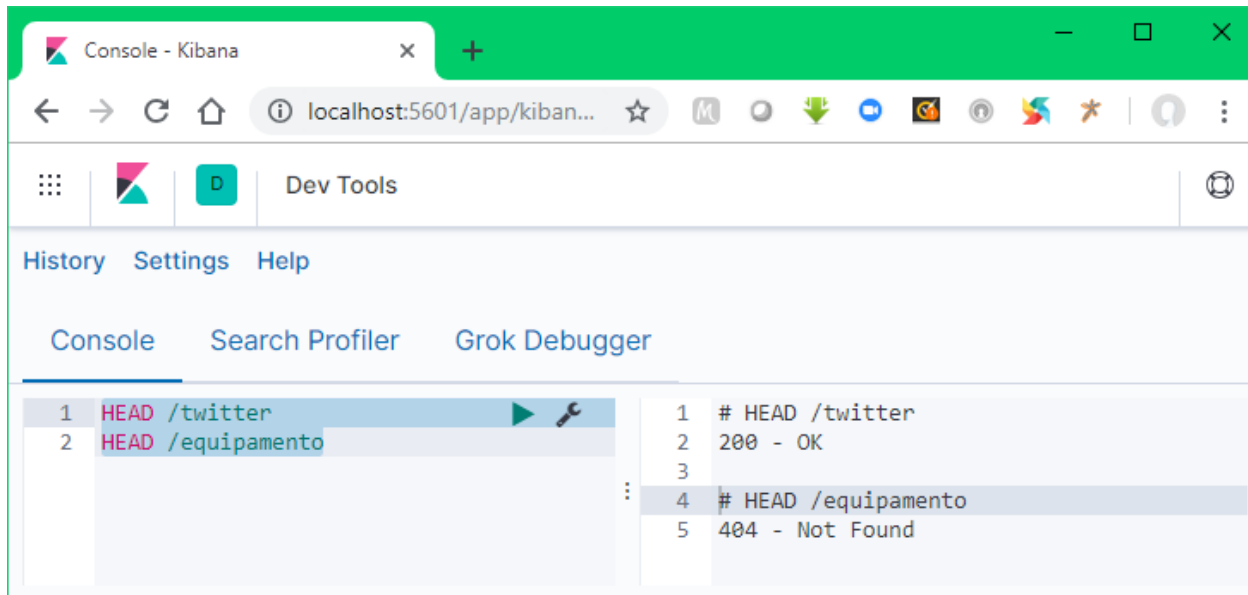 Console - Kibana
localhost:5601/app/kiban...
D
Dev Tools
History Settings Help
Console Search Profiler Grok Debugger
1 HEAD /twitter
2 HEAD /equipamento
1 # HEAD /twitter
2 200 - OK
3
4 # HEAD /equipamento
5 404 - Not Found